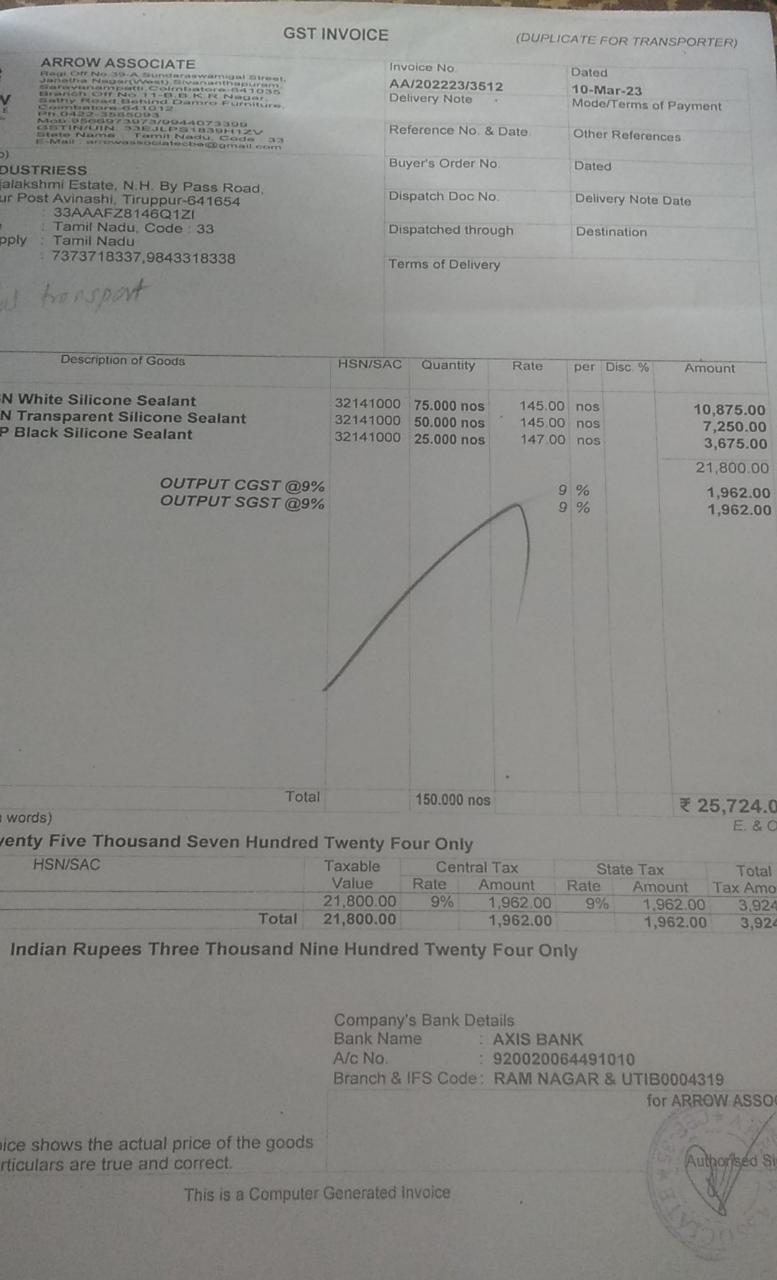 GST INVOICE
(DUPLICATE FOR TRANSPORTER)
ARROW ASSOCIATE
Regi.Off No.39-A,Sundaraswamigal Street,
Janatha Nagar(West),Sivananthapuram,
Saravanampatti,Coimbatore-641035
Branch Off No.11-B,B.K.R Nagar,
Sathy Road,Behind Damro Furniture,
Coimbatore-641012
Ph.0422-3585093
Mob:9566973973/9944073399
GSTIN/UIN: 33EJLPS1839H1ZV
State Name : Tamil Nadu, Code : 33
E-Mail : arrowassociatecbe@gmail.com
Invoice No.
AA/202223/3512
Dated
10-Mar-23
Delivery Note
Mode/Terms of Payment
Reference No. & Date.
Other References
Buyer's Order No.
Dated
Dispatch Doc No.
Delivery Note Date
Dispatched through
Destination
Terms of Delivery
DUSTRIESS
jalakshmi Estate, N.H. By Pass Road,
ur Post Avinashi, Tiruppur-641654
: 33AAAFZ8146Q1ZI
: Tamil Nadu, Code : 33
pply : Tamil Nadu
: 7373718337,9843318338
transport
Description of Goods HSN/SAC Quantity Rate per Disc. % Amount
N White Silicone Sealant 32141000 75.000 nos 145.00 nos 10,875.00
N Transparent Silicone Sealant 32141000 50.000 nos 145.00 nos 7,250.00
P Black Silicone Sealant 32141000 25.000 nos 147.00 nos 3,675.00
21,800.00
OUTPUT CGST @9% 9 % 1,962.00
OUTPUT SGST @9% 9 % 1,962.00
Total 150.000 nos ₹ 25,724.0
E. & O
words)
venty Five Thousand Seven Hundred Twenty Four Only
HSN/SAC Taxable Central Tax State Tax Total
Value Rate Amount Rate Amount Tax Amo
21,800.00 9% 1,962.00 9% 1,962.00 3,924
Total 21,800.00 1,962.00 1,962.00 3,924
Indian Rupees Three Thousand Nine Hundred Twenty Four Only
Company's Bank Details
Bank Name : AXIS BANK
A/c No. : 920020064491010
Branch & IFS Code : RAM NAGAR & UTIB0004319
for ARROW ASSO
oice shows the actual price of the goods
rticulars are true and correct.
Authorised Si
This is a Computer Generated Invoice